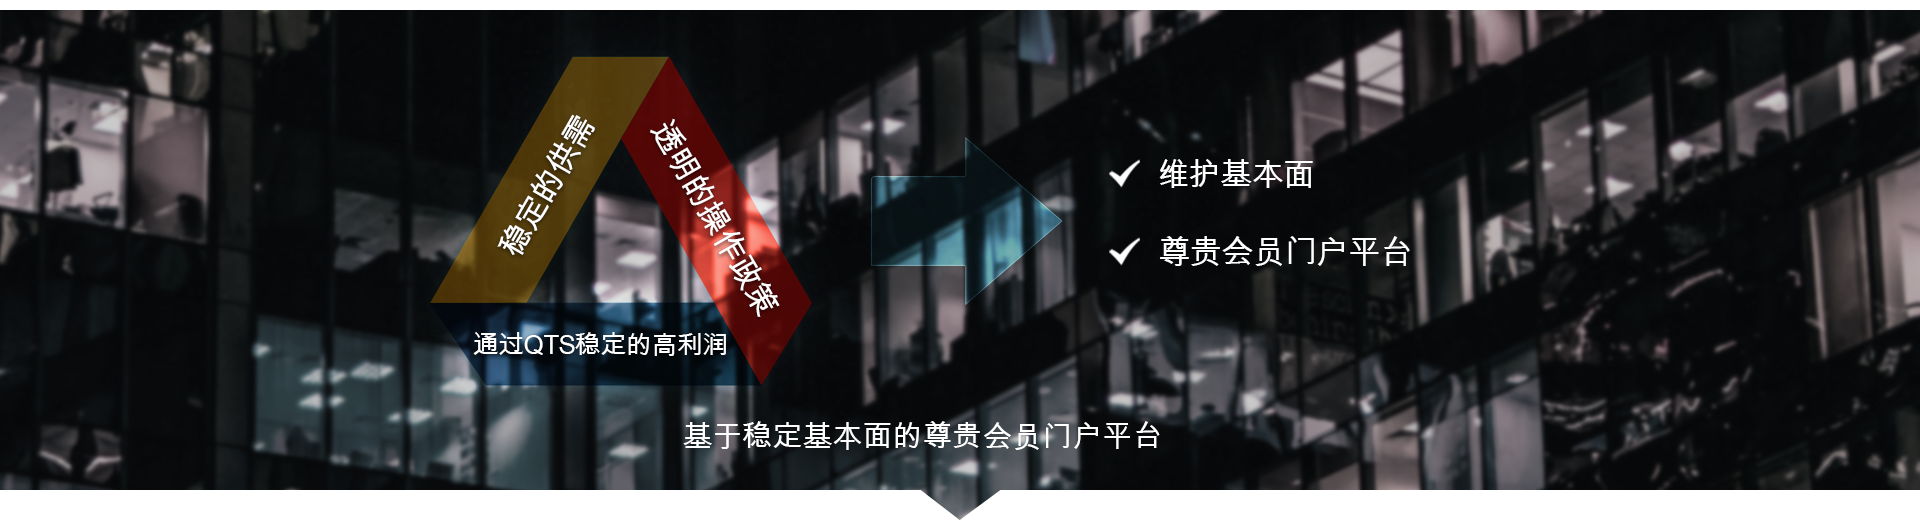 稳定的供需
透明的操作政策
通过QTS稳定的高利润
维护基本面
尊贵会员门户平台
基于稳定基本面的尊贵会员门户平台